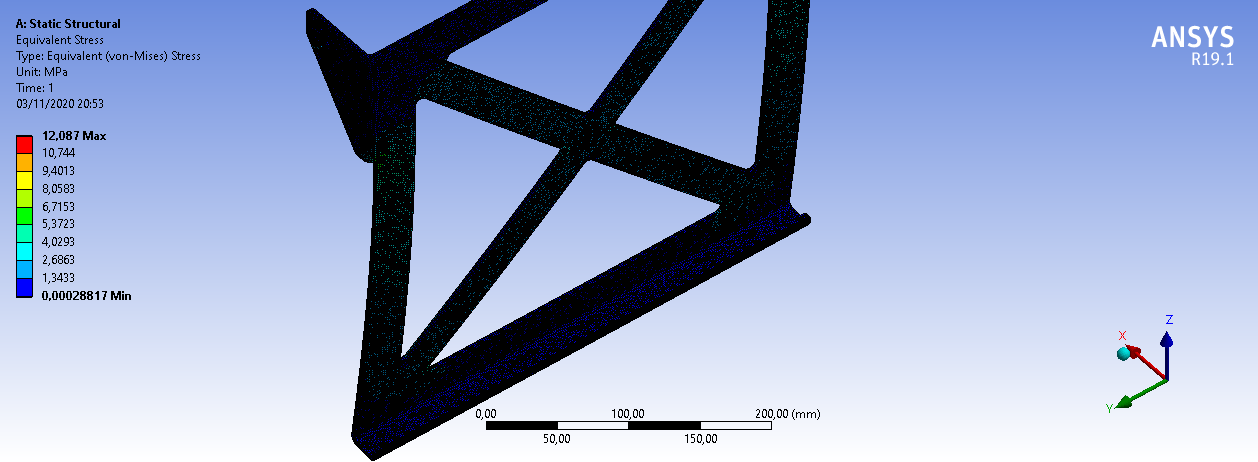 A: Static Structural
Equivalent Stress
Type: Equivalent (von-Mises) Stress
Unit: MPa
Time: 1
03/11/2020 20:53
12,087 Max
10,744
9,4013
8,0583
6,7153
5,3723
4,0293
2,6863
1,3433
0,00028817 Min
ANSYS
R19.1
0,00 100,00 200,00 (mm)
50,00 150,00
Z
X
Y